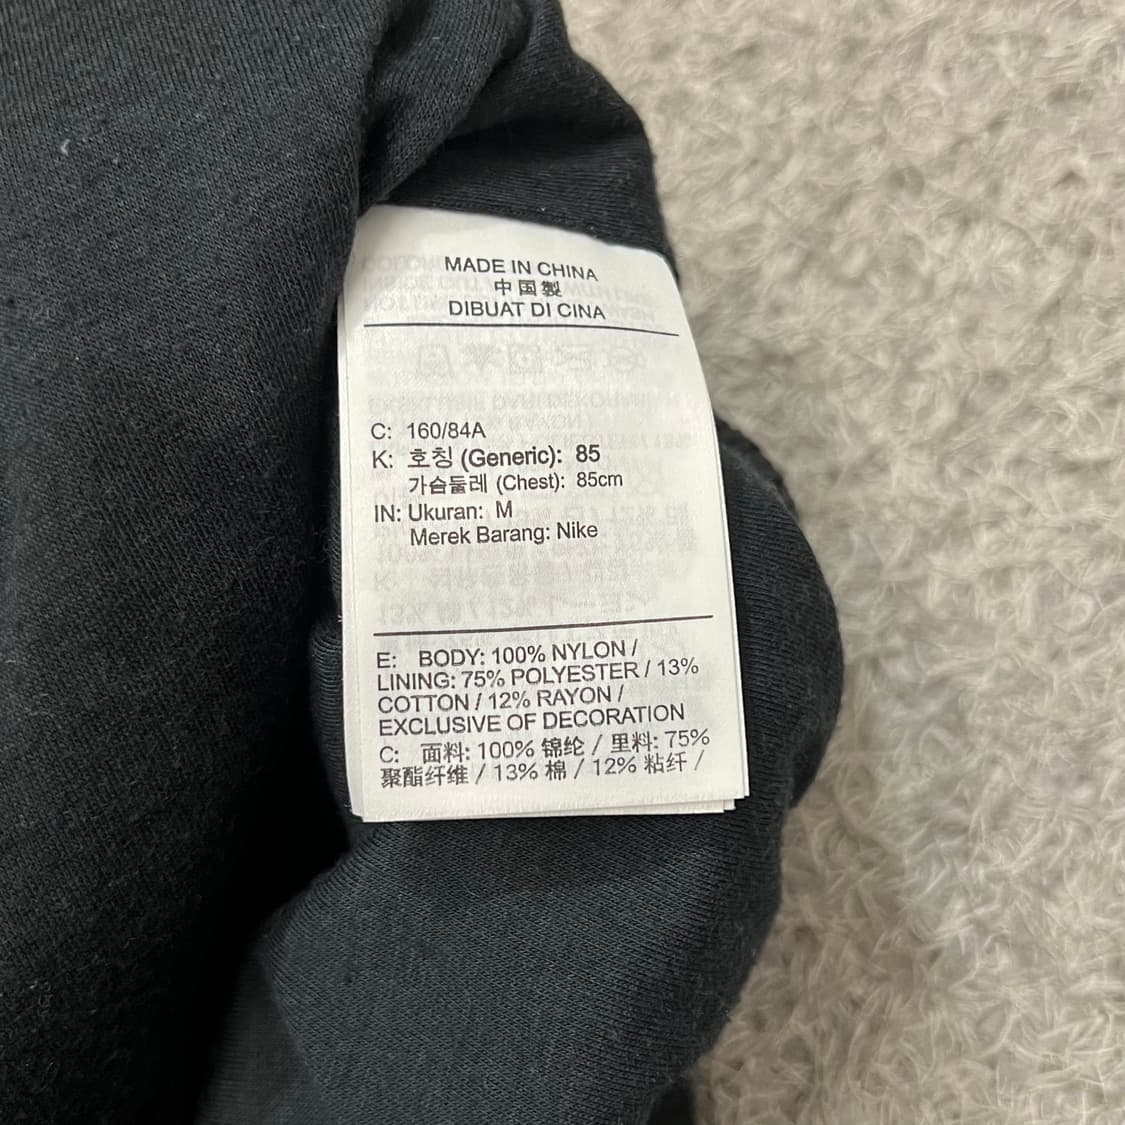 MADE IN CHINA
中国製
DIBUAT DI CINA
C: 160/84A
K: 호칭 (Generic): 85
가슴둘레 (Chest): 85cm
IN: Ukuran: M
Merek Barang: Nike
E: BODY: 100% NYLON /
LINING: 75% POLYESTER / 13%
COTTON / 12% RAYON /
EXCLUSIVE OF DECORATION
C: 面料: 100% 锦纶 / 里料: 75%
聚酯纤维 / 13% 棉 / 12% 粘纤 /